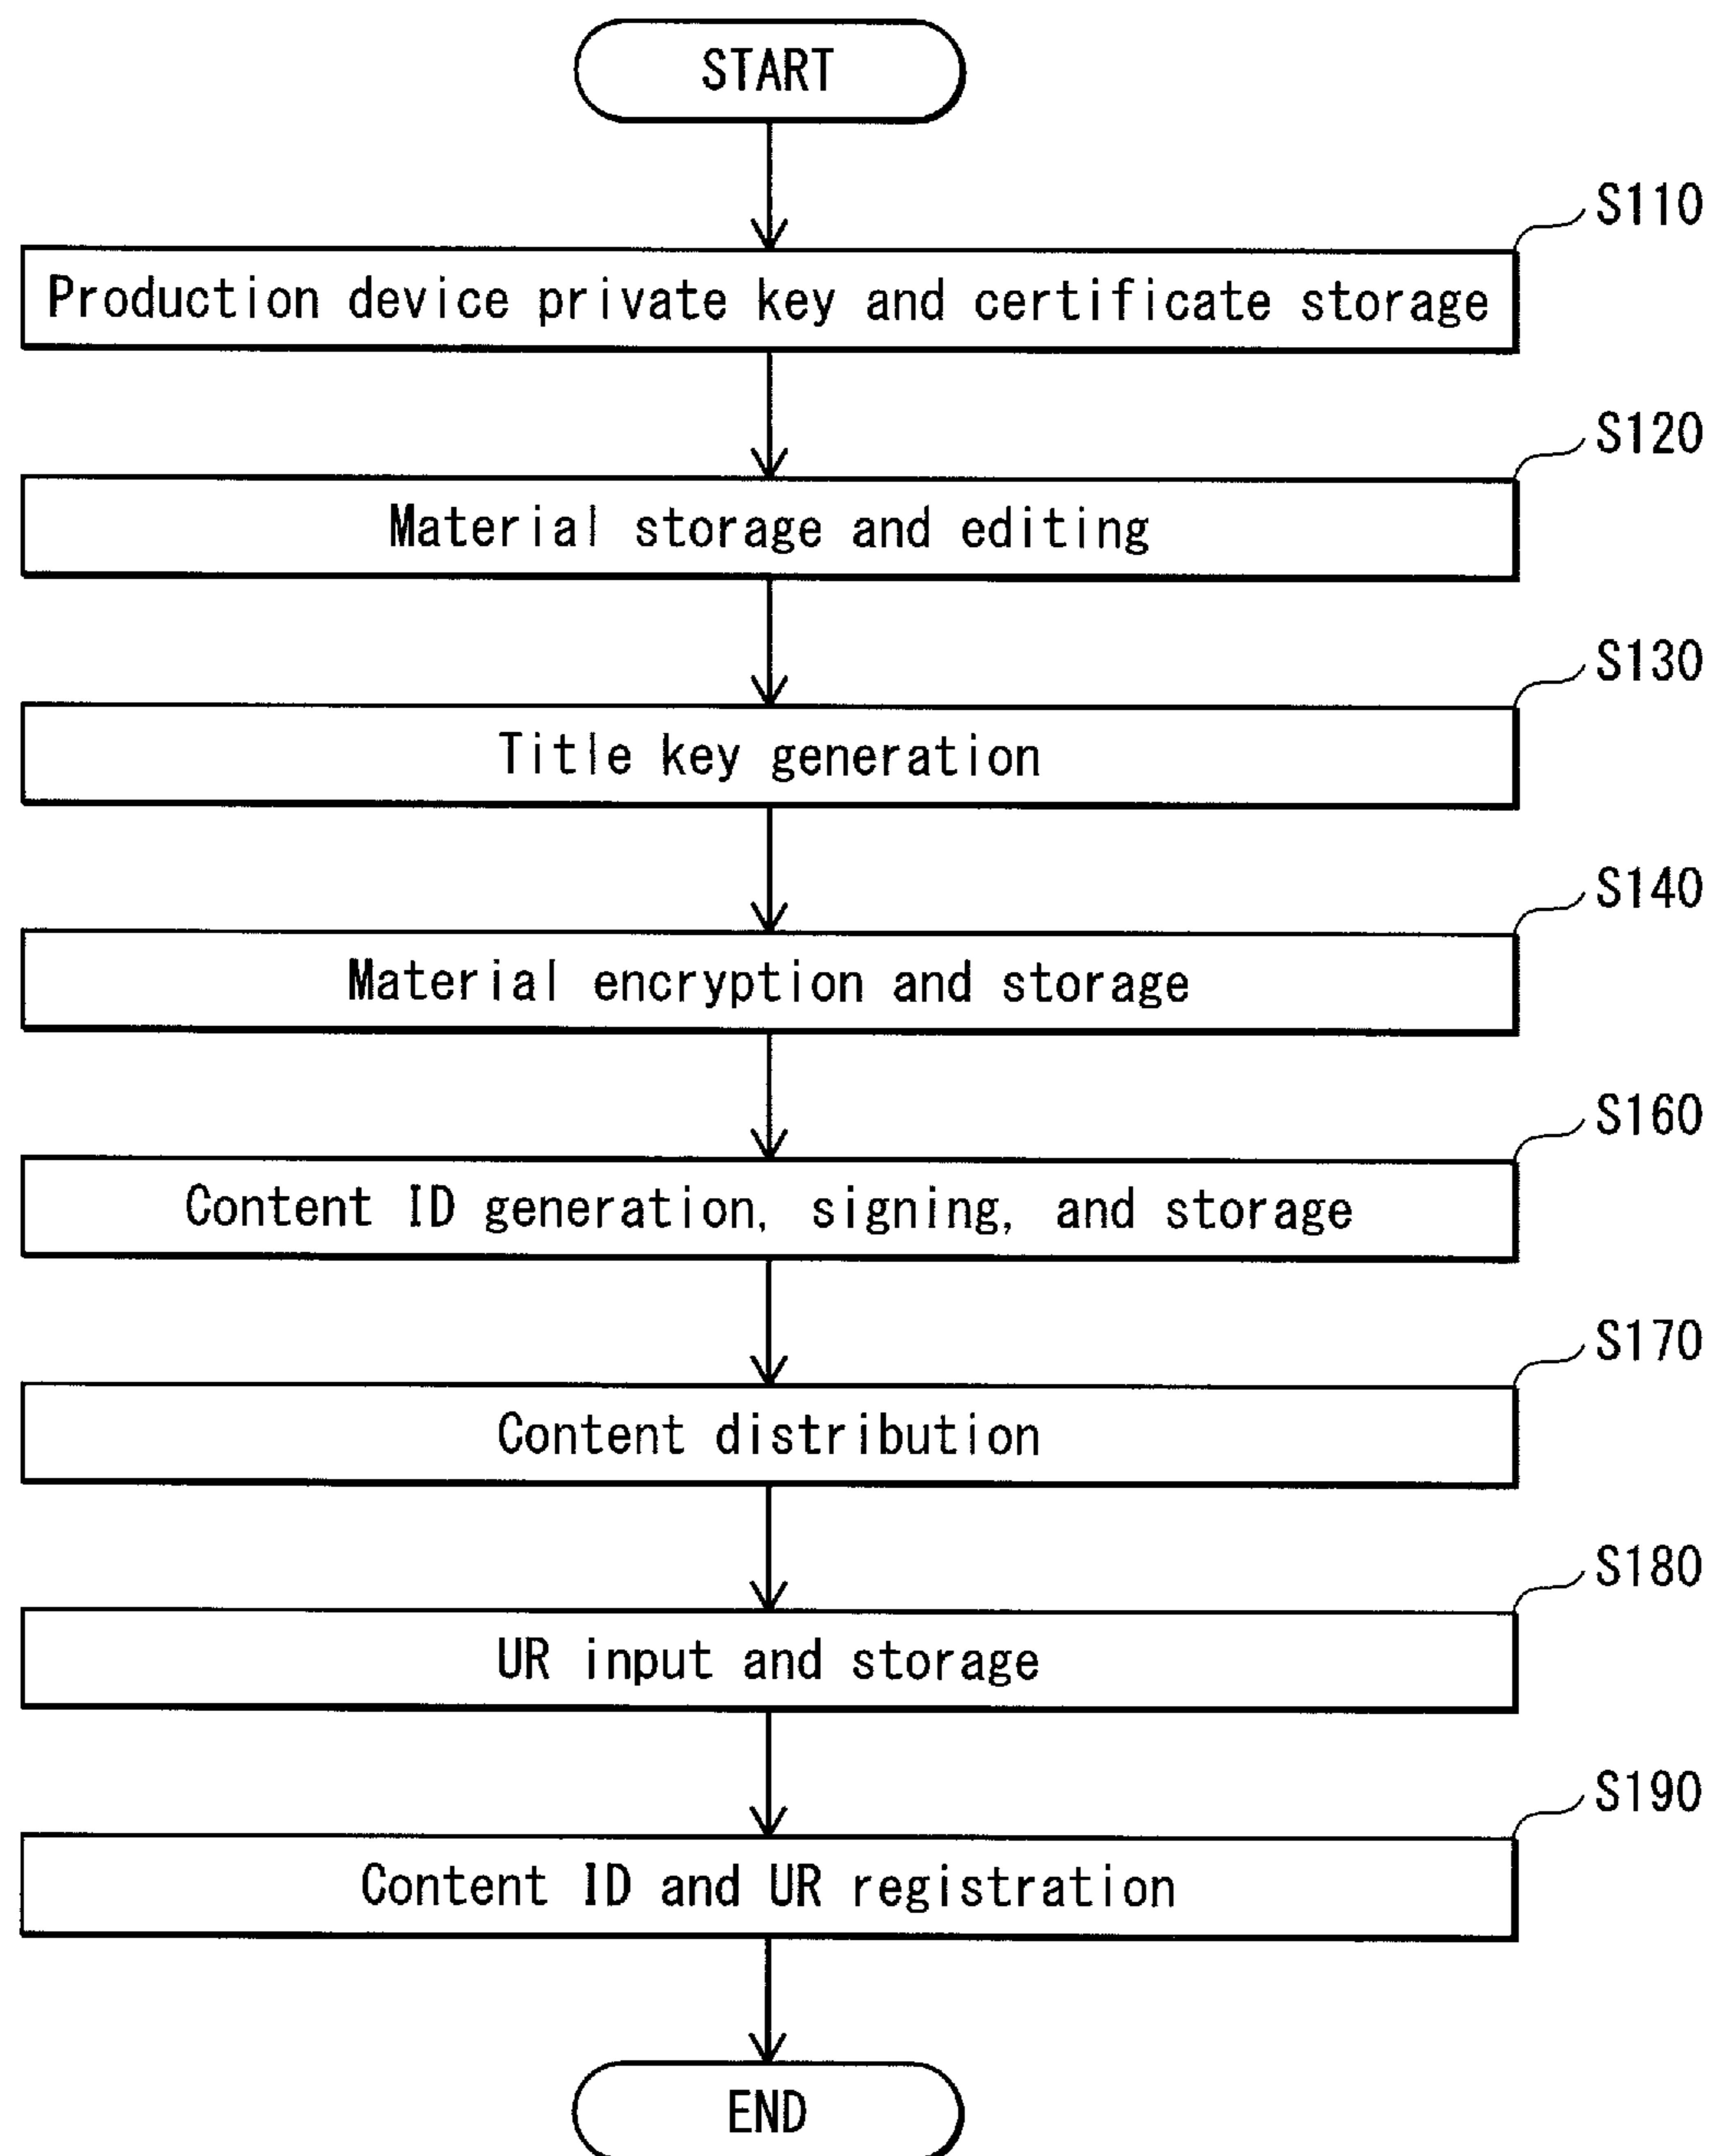 START
S110
Production device private key and certificate storage
S120
Material storage and editing
S130
Title key generation
S140
Material encryption and storage
S160
Content ID generation, signing, and storage
S170
Content distribution
S180
UR input and storage
S190
Content ID and UR registration
END